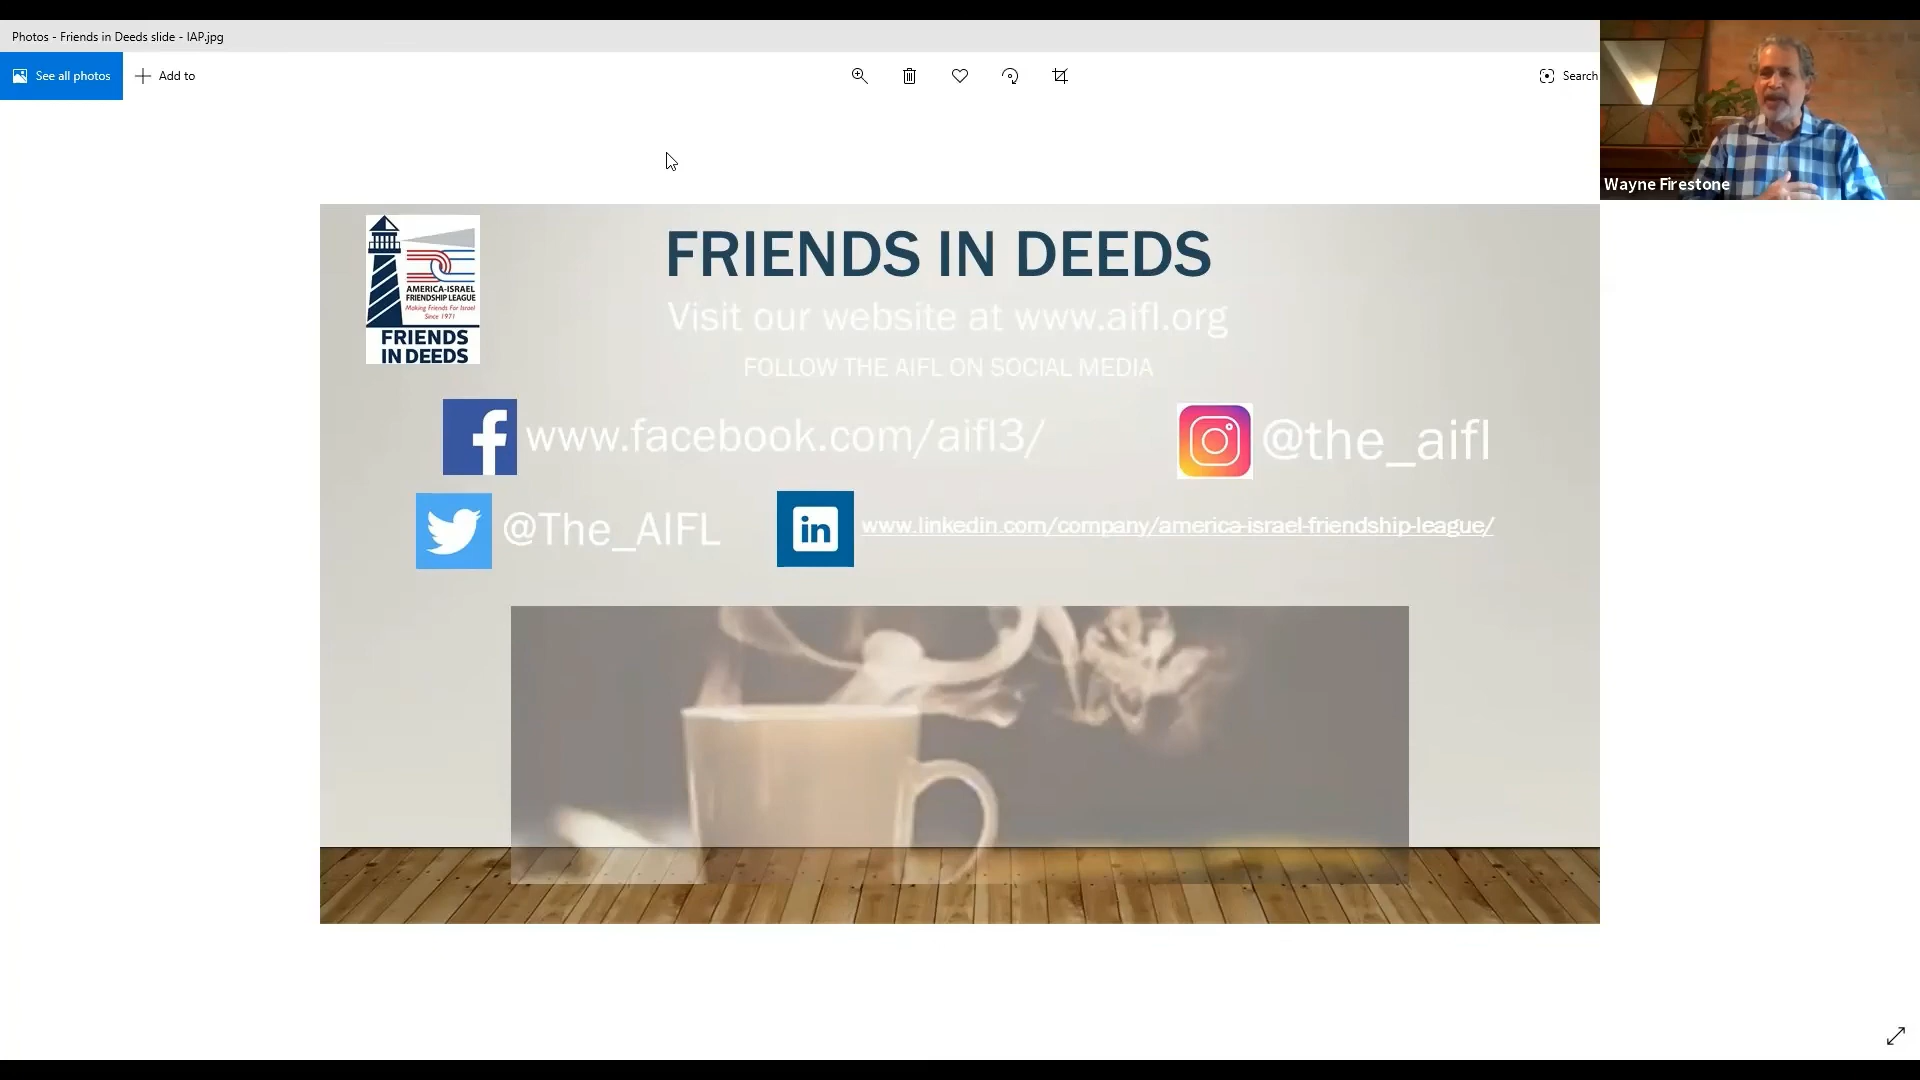 Photos - Friends in Deeds slide - IAP.jpg
See all photos
Add to
Search
Wayne Firestone
AMERICA-ISRAEL
FRIENDSHIP LEAGUE
Making Friends For Israel
Since 1971
FRIENDS
IN DEEDS
FRIENDS IN DEEDS
Visit our website at www.aifl.org
FOLLOW THE AIFL ON SOCIAL MEDIA
www.facebook.com/aifl3/
@the_aifl
@The_AIFL
in
www.linkedin.com/company/america-israel-friendship-league/